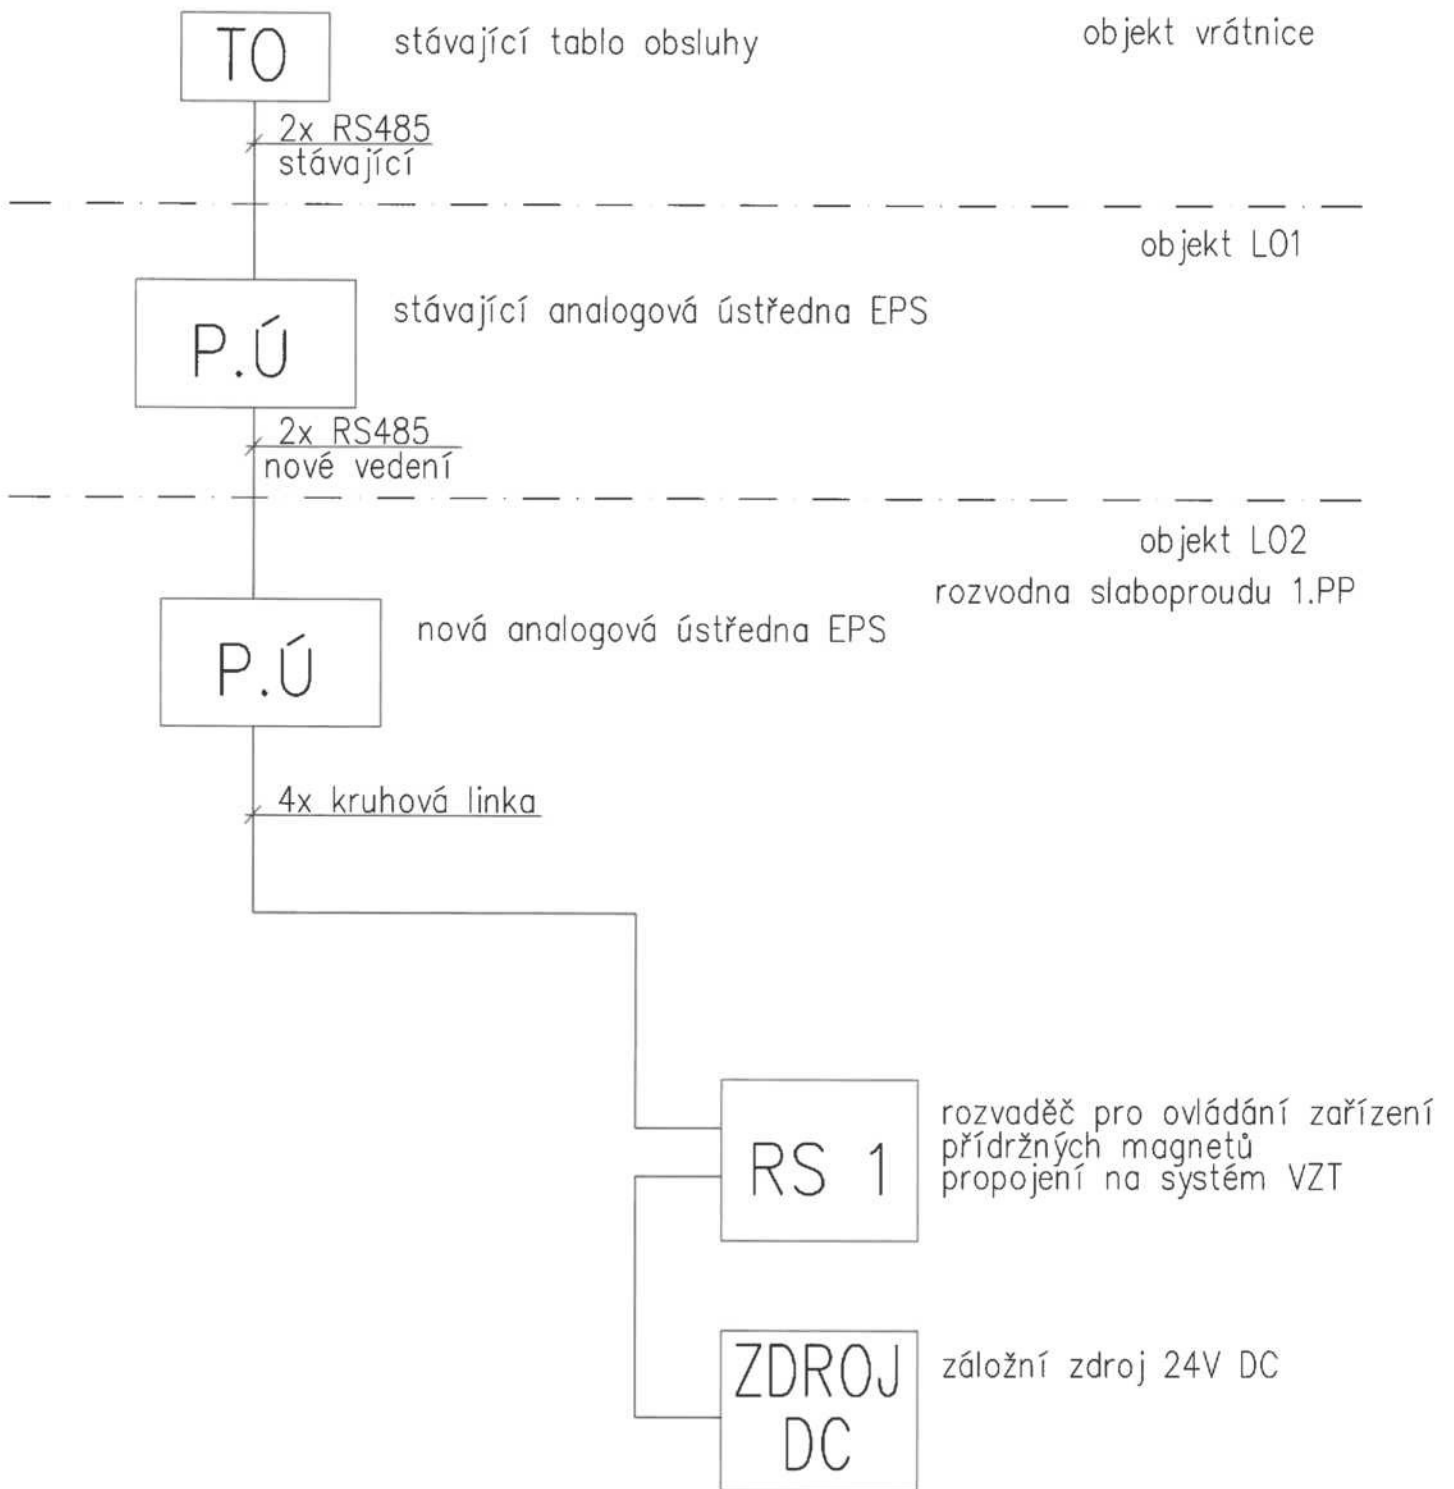 TO
stávající tablo obsluhy
objekt vrátnice
2x RS485
stávající
objekt LO1
P.Ú
stávající analogová ústředna EPS
2x RS485
nové vedení
objekt LO2
rozvodna slaboproudu 1.PP
P.Ú
nová analogová ústředna EPS
4x kruhová linka
RS 1
rozvaděč pro ovládání zařízení
přídržných magnetů
propojení na systém VZT
ZDROJ
DC
záložní zdroj 24V DC